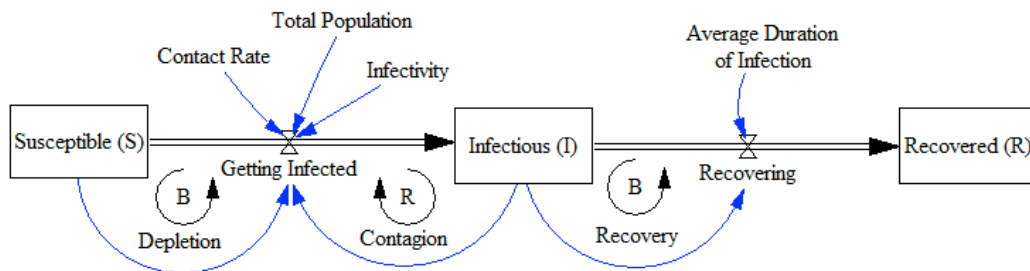 Total Population
Contact Rate
Infectivity
Average Duration
of Infection
Susceptible (S)
Getting Infected
Infectious (I)
Recovering
Recovered (R)
B
R
B
Depletion
Contagion
Recovery